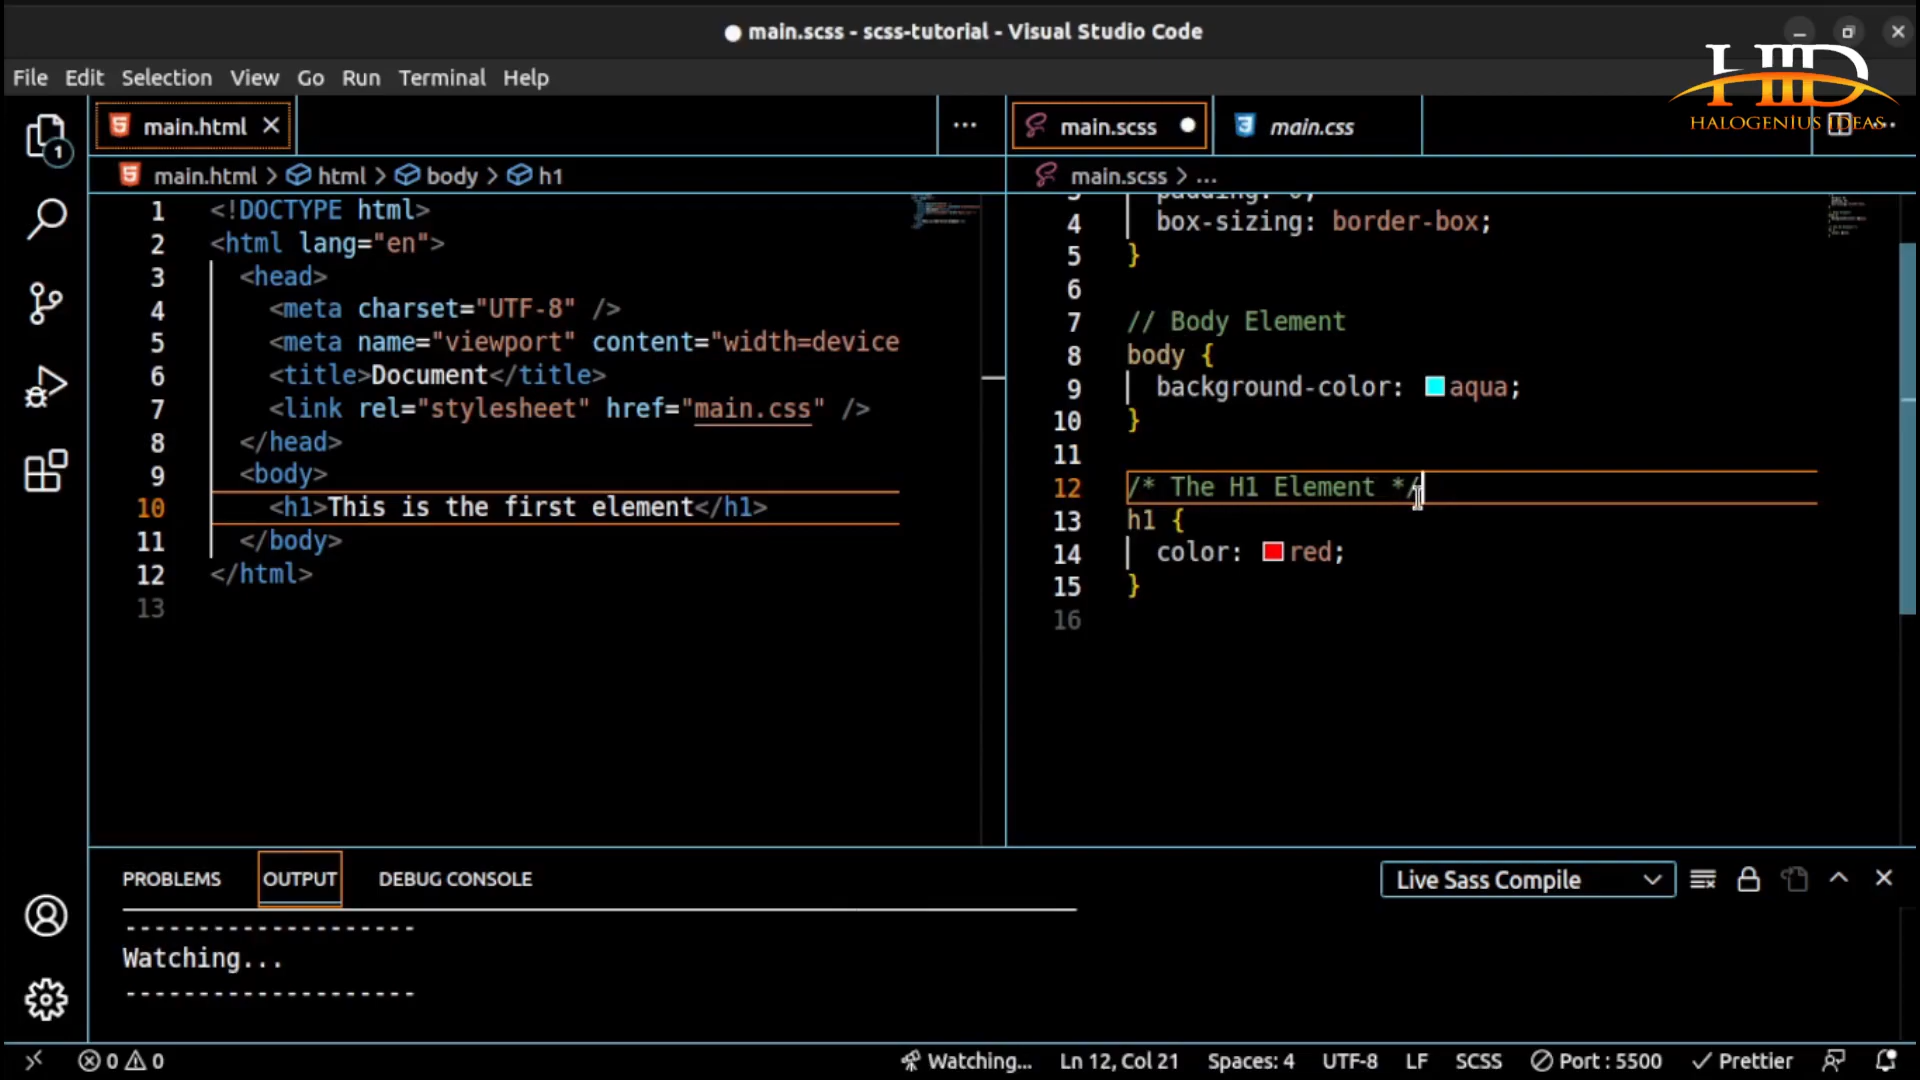 main.scss - scss-tutorial - Visual Studio Code
File Edit Selection View Go Run Terminal Help
HID
HALOGENIUS IDEAS
1
main.html
main.html > html > body > h1
1 <!DOCTYPE html>
2 <html lang="en">
3 <head>
4 <meta charset="UTF-8" />
5 <meta name="viewport" content="width=device
6 <title>Document</title>
7 <link rel="stylesheet" href="main.css" />
8 </head>
9 <body>
10 <h1>This is the first element</h1>
11 </body>
12 </html>
13
main.scss main.css
main.scss > ...
3 padding: 0;
4 box-sizing: border-box;
5 }
6
7 // Body Element
8 body {
9 background-color: aqua;
10 }
11
12 /* The H1 Element */
13 h1 {
14 color: red;
15 }
16
PROBLEMS OUTPUT DEBUG CONSOLE Live Sass Compile
--------------------
Watching...
--------------------
0 0 Watching... Ln 12, Col 21 Spaces: 4 UTF-8 LF SCSS Port : 5500 Prettier